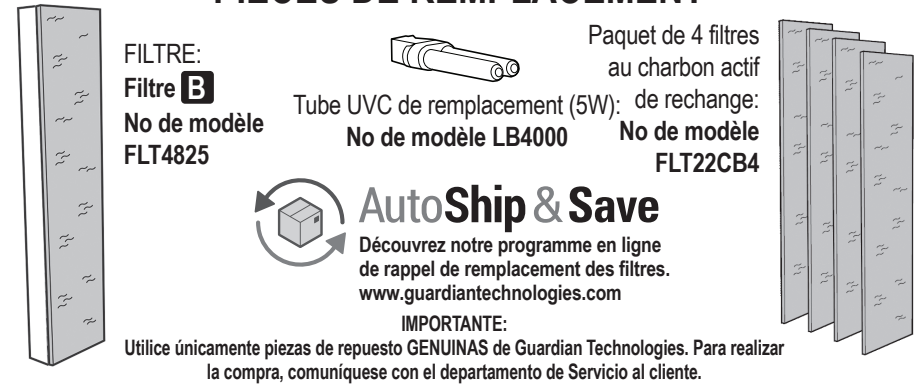 PIÈCES DE REMPLACEMENT
FILTRE:
Filtre B
No de modèle
FLT4825
Tube UVC de remplacement (5W):
No de modèle LB4000
Paquet de 4 filtres
au charbon actif
de rechange:
No de modèle
FLT22CB4
AutoShip & Save
Découvrez notre programme en ligne
de rappel de remplacement des filtres.
www.guardiantechnologies.com
IMPORTANTE:
Utilice únicamente piezas de repuesto GENUINAS de Guardian Technologies. Para realizar
la compra, comuníquese con el departamento de Servicio al cliente.